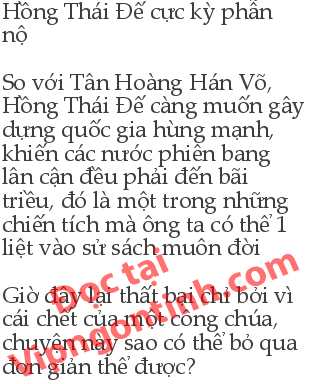 Hồng Thái Đế cực kỳ phẫn
nộ
So với Tân Hoàng Hán Võ,
Hồng Thái Đế càng muốn gây
dựng quốc gia hùng mạnh,
khiến các nước phiên bang
lân cận đều phải đến bãi
triều, đó là một trong những
chiến tích mà ông ta có thể 1
liệt vào sử sách muôn đời
Giờ đây lại thất bại chỉ bởi vì
cái chết của một công chúa,
chuyện này sao có thể bỏ qua
đơn giản thể được?
Đọc tại
Vipngontinh.com